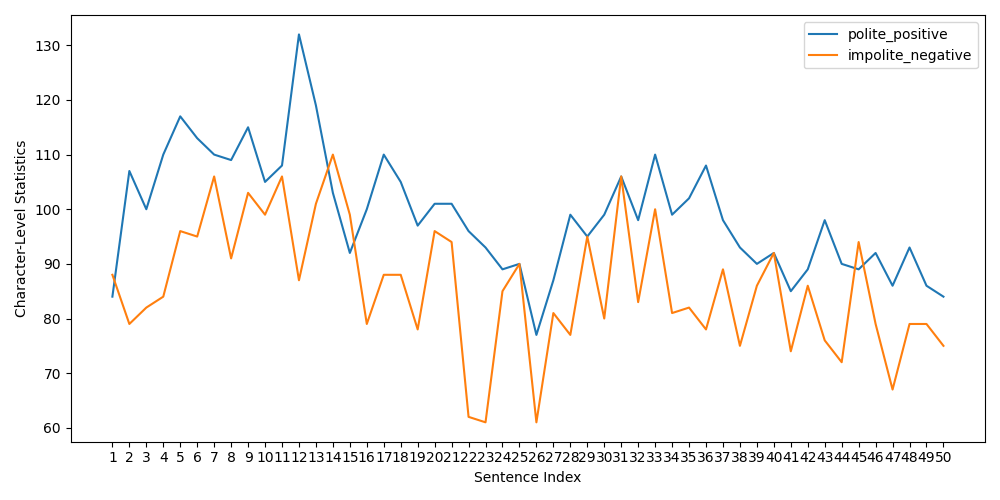 polite_positive
impolite_negative
130
120
110
100
90
80
70
60
Character-Level Statistics
1 2 3 4 5 6 7 8 9 10 11 12 13 14 15 16 17 18 19 20 21 22 23 24 25 26 27 28 29 30 31 32 33 34 35 36 37 38 39 40 41 42 43 44 45 46 47 48 49 50
Sentence Index